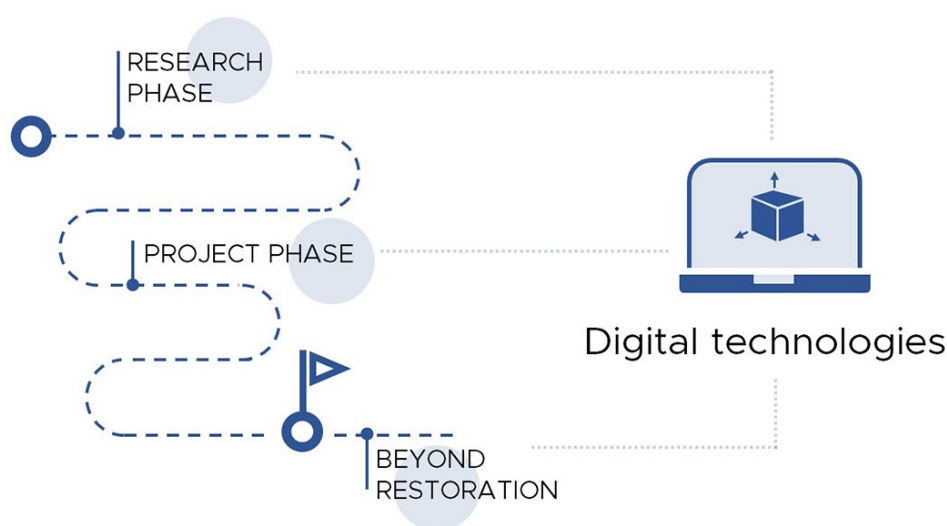 RESEARCH
PHASE
PROJECT PHASE
Digital technologies
BEYOND
RESTORATION